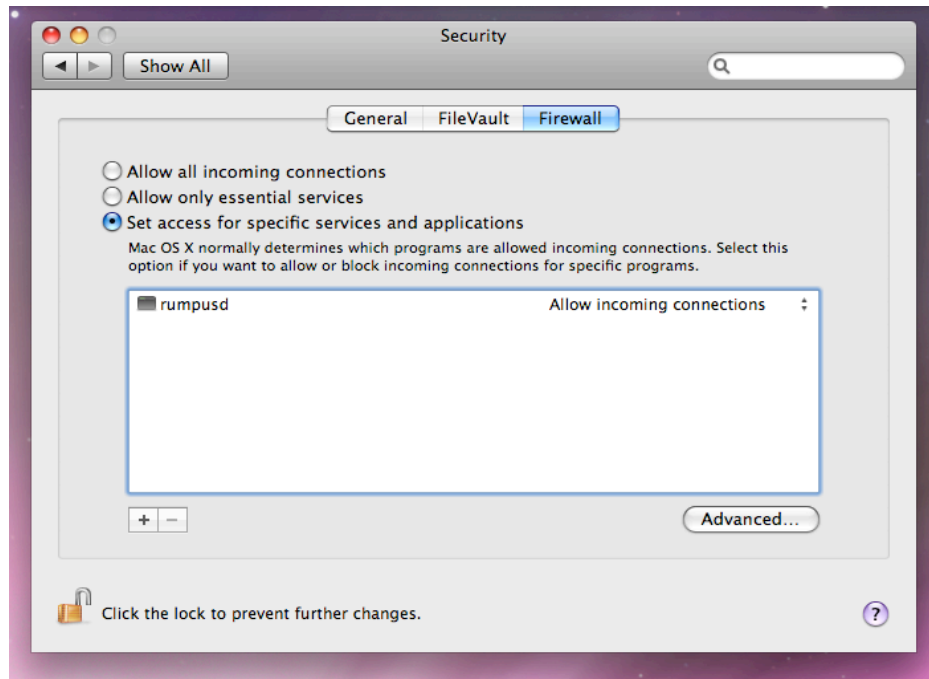 Security
Show All
General FileVault Firewall
Allow all incoming connections
Allow only essential services
Set access for specific services and applications
Mac OS X normally determines which programs are allowed incoming connections. Select this
option if you want to allow or block incoming connections for specific programs.
rumpusd Allow incoming connections
+ − Advanced...
Click the lock to prevent further changes. ?